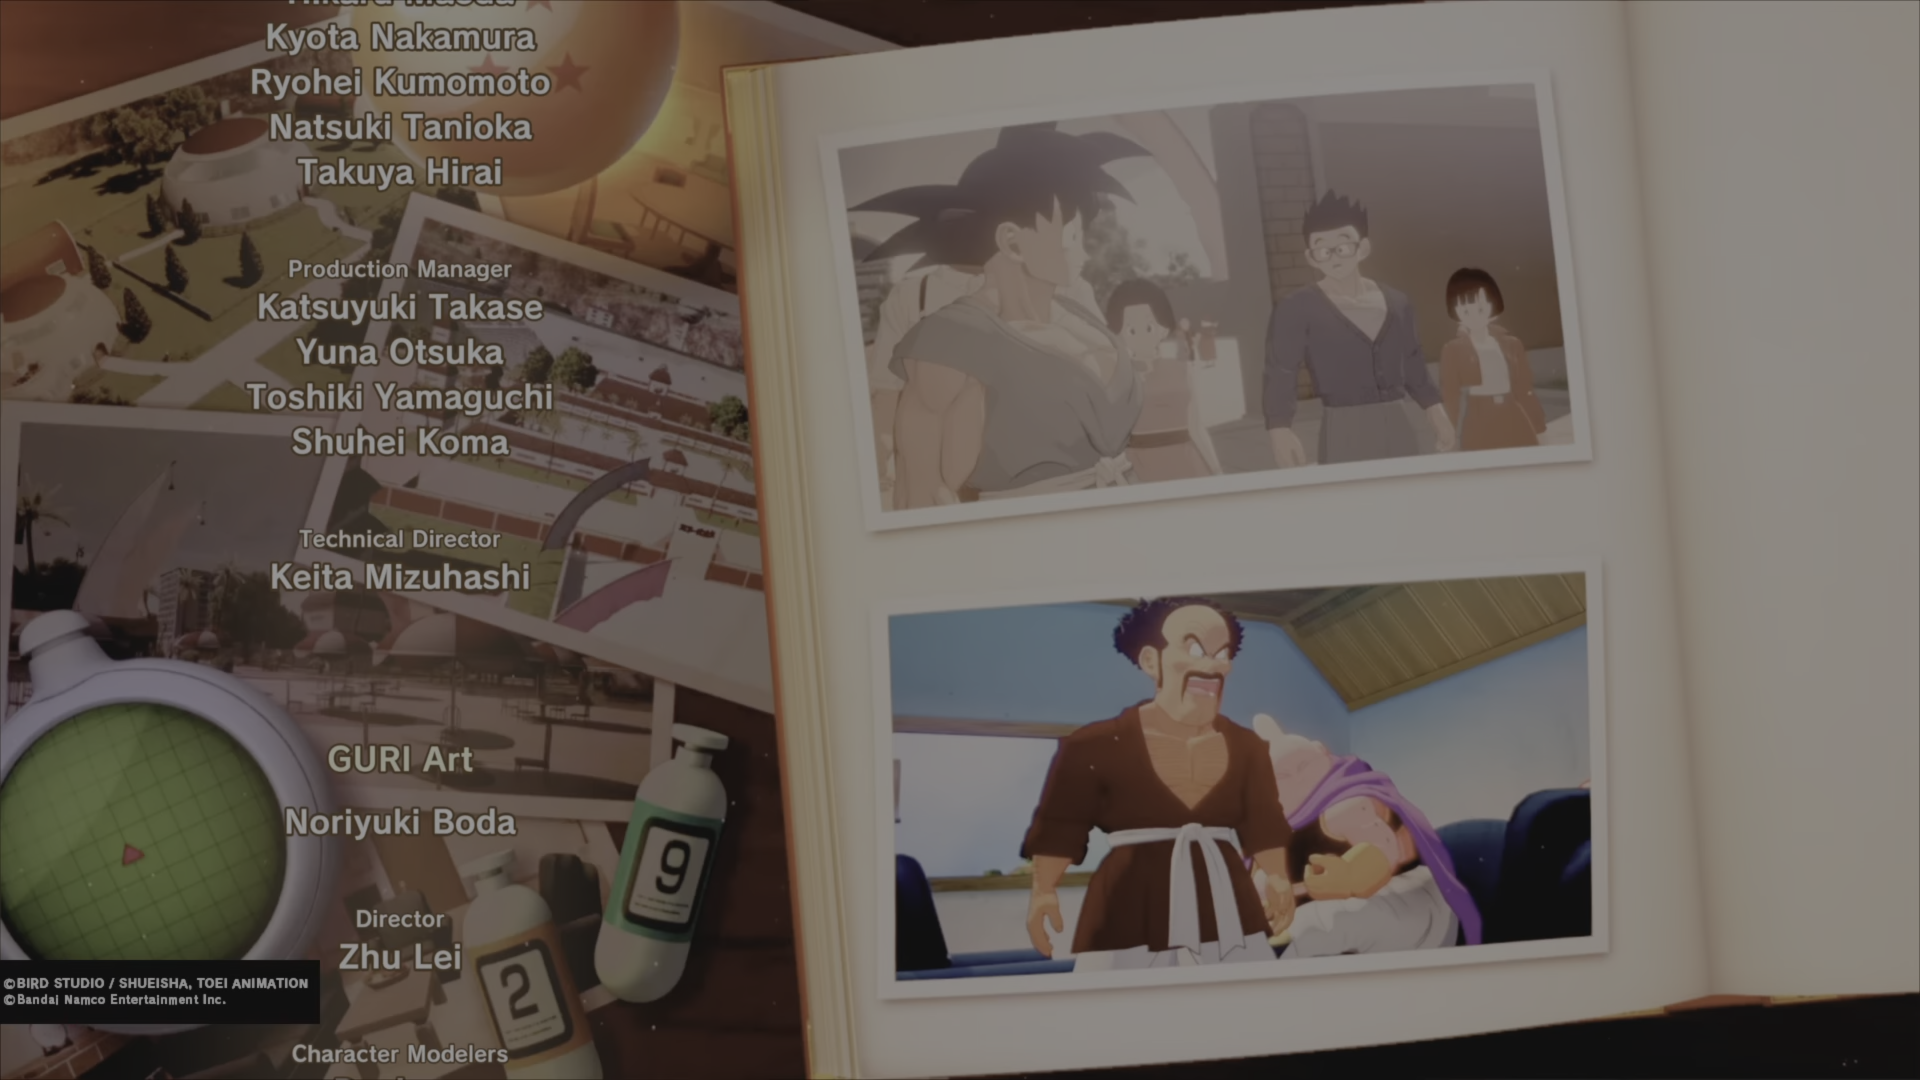 Kyota Nakamura
Ryohei Kumomoto
Natsuki Tanioka
Takuya Hirai
Production Manager
Katsuyuki Takase
Yuna Otsuka
Toshiki Yamaguchi
Shuhei Koma
Technical Director
Keita Mizuhashi
GURI Art
Noriyuki Boda
9
Director
Zhu Lei
2
©BIRD STUDIO / SHUEISHA, TOEI ANIMATION
©Bandai Namco Entertainment Inc.
Character Modelers